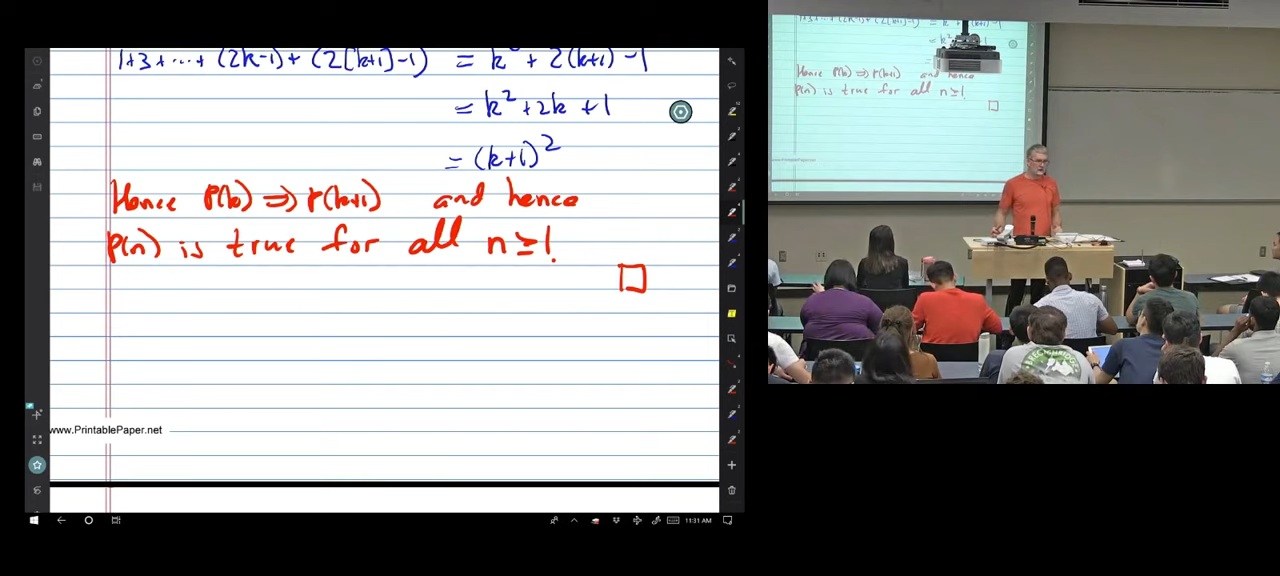 1+3+...+ (2k-1) + (2[k+1]-1) = k² + 2(k+1) -1
= k² + 2k + 1
= (k+1)²
Hence P(k) ⇒ P(k+1) and hence
P(n) is true for all n ≥ 1.
□
www.PrintablePaper.net
11:31 AM
Hence P(k) ⇒ P(k+1) and hence
P(n) is true for all n ≥ 1.
□